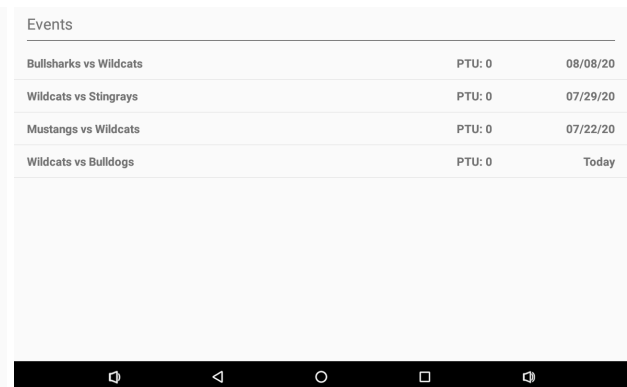 Events
Bullsharks vs Wildcats PTU: 0 08/08/20
Wildcats vs Stingrays PTU: 0 07/29/20
Mustangs vs Wildcats PTU: 0 07/22/20
Wildcats vs Bulldogs PTU: 0 Today